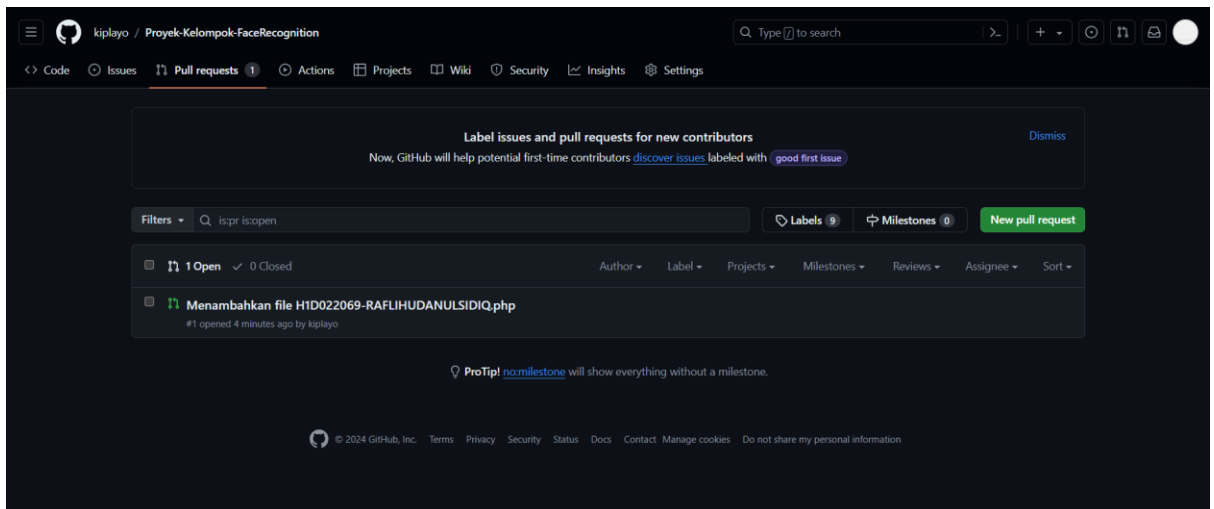 kiplayo / Proyek-Kelompok-FaceRecognition
Type / to search
Code Issues Pull requests 1 Actions Projects Wiki Security Insights Settings
Label issues and pull requests for new contributors
Dismiss
Now, GitHub will help potential first-time contributors discover issues labeled with good first issue
Filters is:pr is:open Labels 9 Milestones 0 New pull request
1 Open 0 Closed Author Label Projects Milestones Reviews Assignee Sort
Menambahkan file H1D022069-RAFLIHUDANULSIDIQ.php
#1 opened 4 minutes ago by kiplayo
ProTip! no:milestone will show everything without a milestone.
© 2024 GitHub, Inc. Terms Privacy Security Status Docs Contact Manage cookies Do not share my personal information